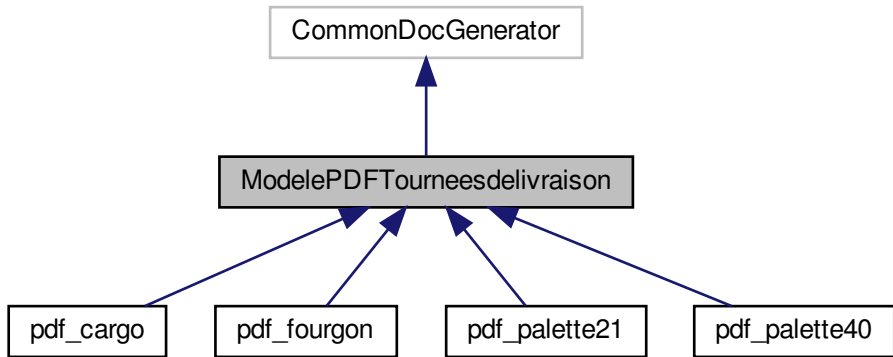 CommonDocGenerator
ModelePDFTourneesdelivraison
pdf_cargo
pdf_fourgon
pdf_palette21
pdf_palette40